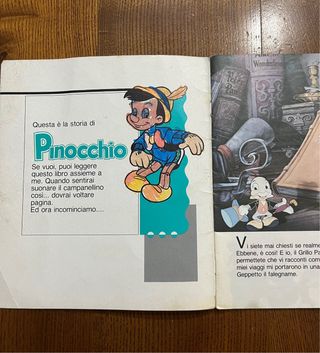 Questa è la storia di
Pinocchio
Se vuoi, puoi leggere
questo libro assieme a
me. Quando sentirai
suonare il campanellino
così... dovrai voltare
pagina.
Ed ora incominciamo....
Vi siete mai chiesti se realme
Ebbene, è così! E io, il Grillo Pa
permettete che vi racconti com
miei viaggi mi portarono in una
Geppetto il falegname.